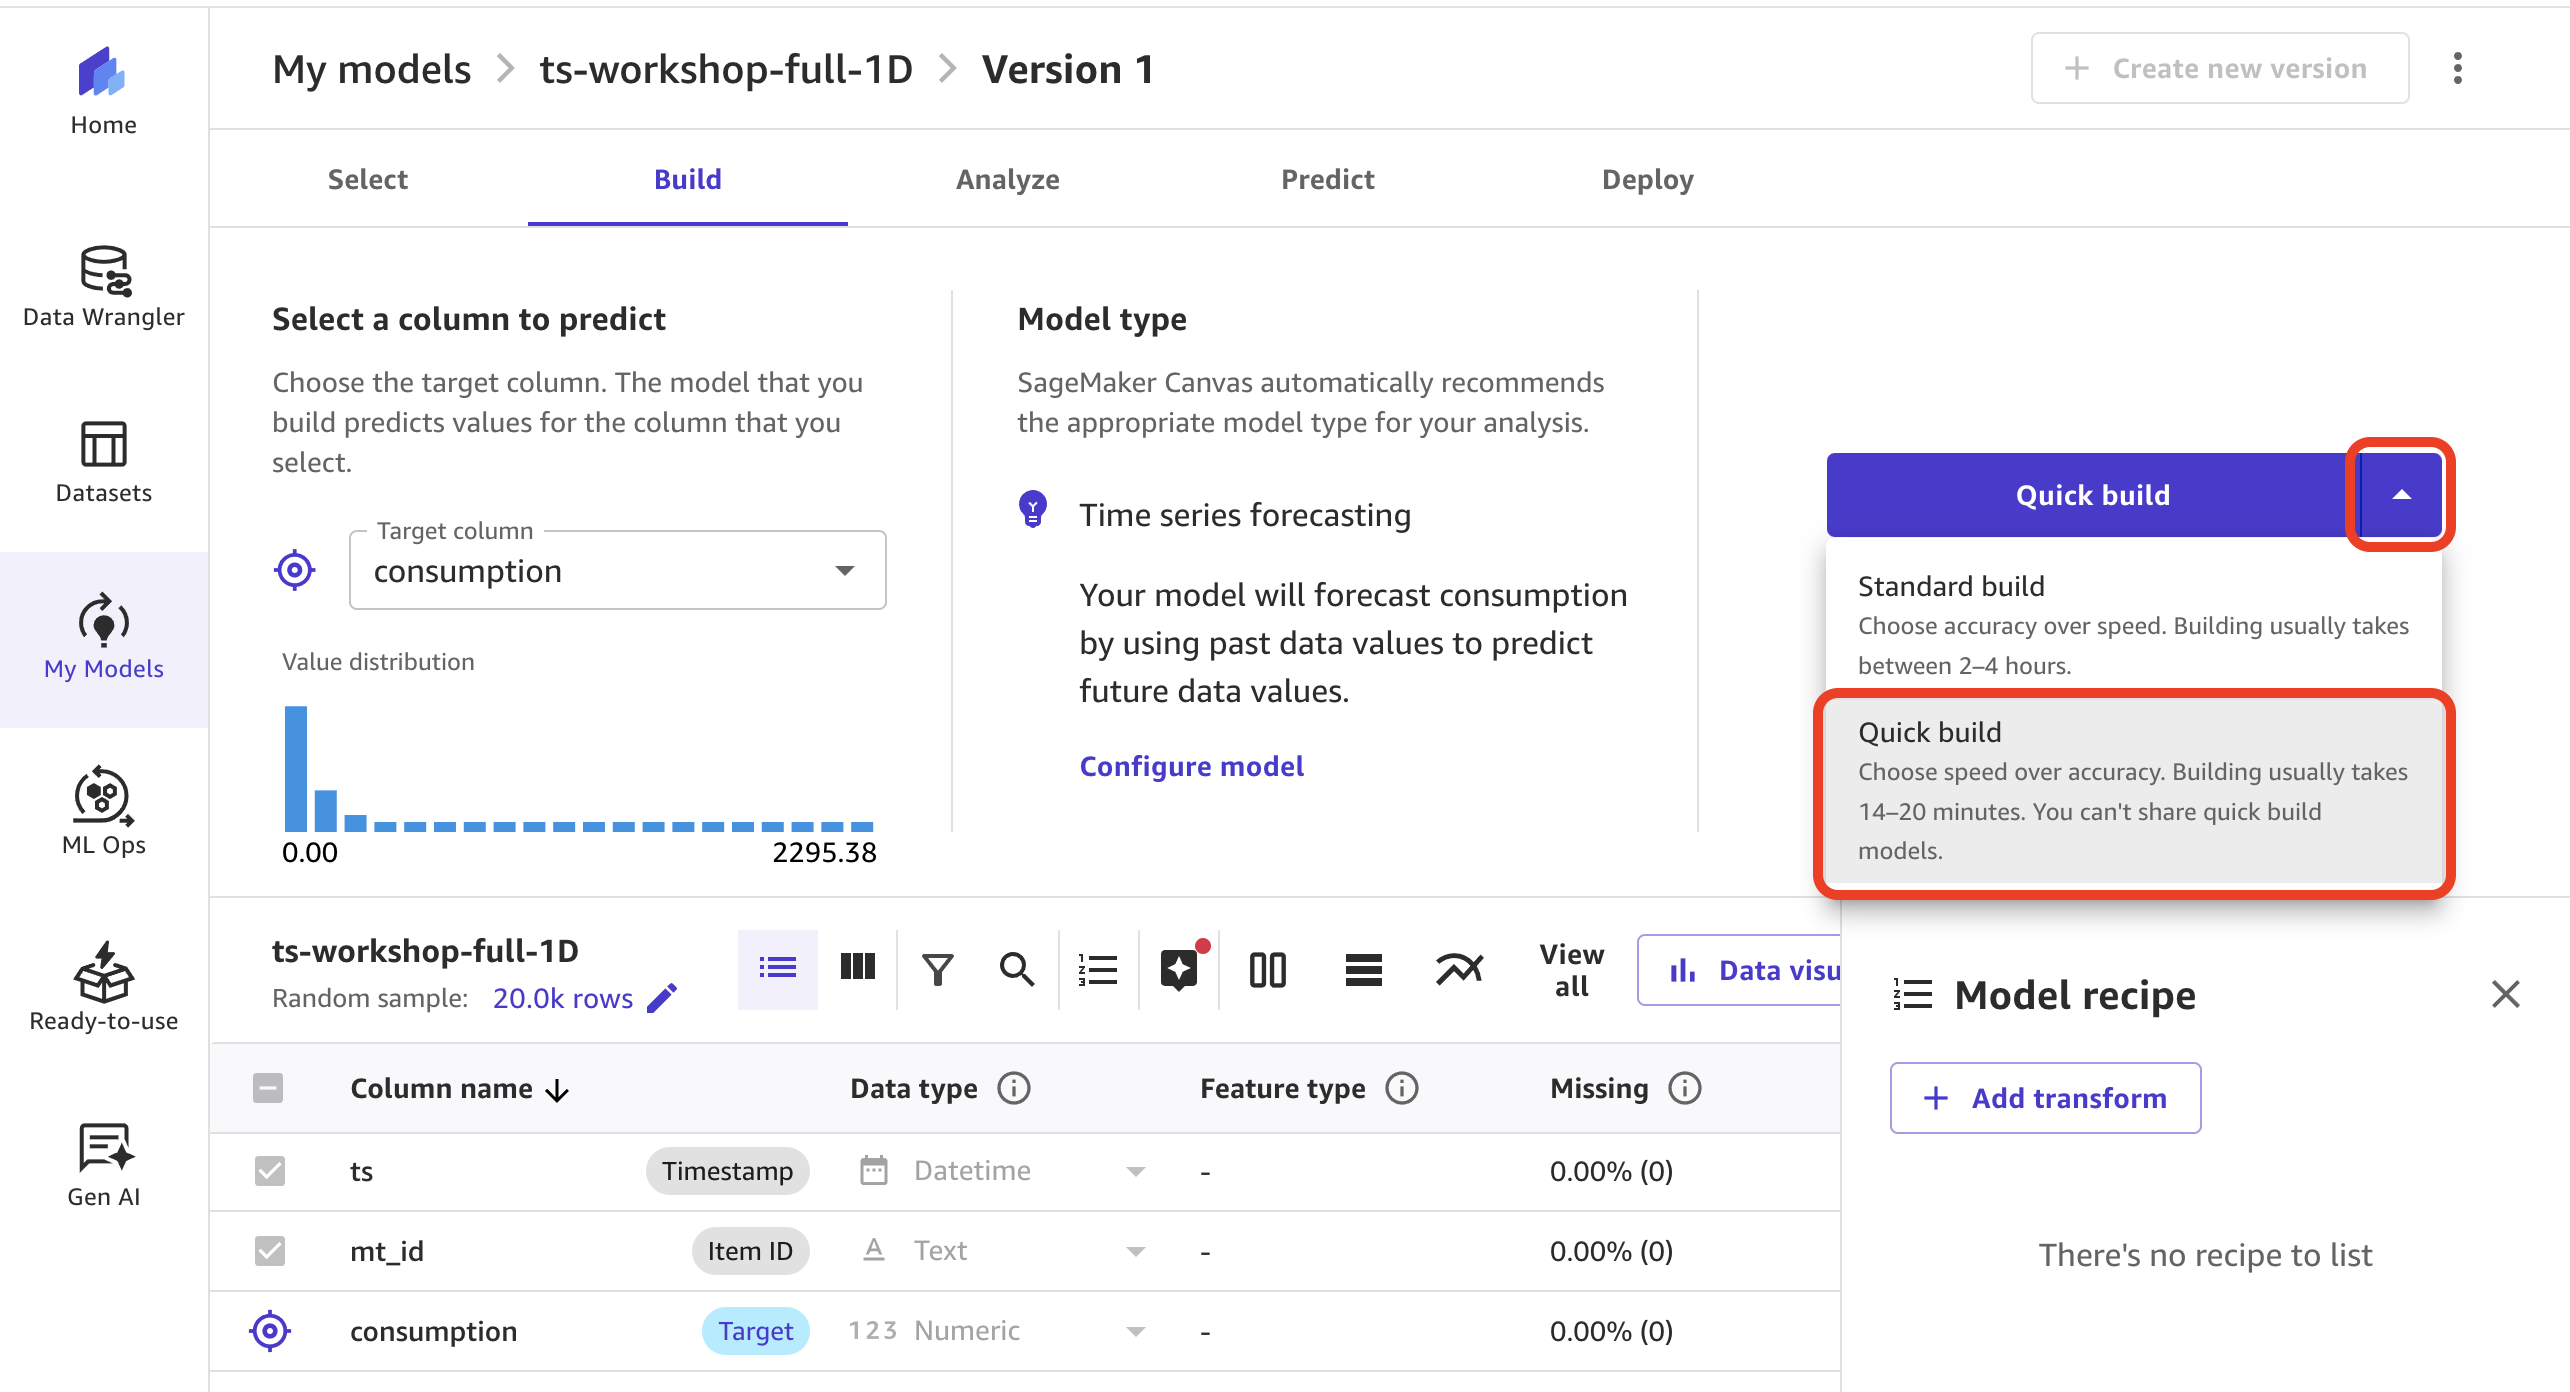 Home
Data Wrangler
Datasets
My Models
ML Ops
Ready-to-use
Gen AI
My models > ts-workshop-full-1D > Version 1
+ Create new version
Select
Build
Analyze
Predict
Deploy
Select a column to predict
Choose the target column. The model that you
build predicts values for the column that you
select.
Target column
consumption
Value distribution
0.00
2295.38
Model type
SageMaker Canvas automatically recommends
the appropriate model type for your analysis.
Time series forecasting
Your model will forecast consumption
by using past data values to predict
future data values.
Configure model
Quick build
Standard build
Choose accuracy over speed. Building usually takes
between 2–4 hours.
Quick build
Choose speed over accuracy. Building usually takes
14–20 minutes. You can't share quick build
models.
ts-workshop-full-1D
Random sample: 20.0k rows
View
all
Data visu
Column name
Data type
Feature type
Missing
ts Timestamp Datetime - 0.00% (0)
mt_id Item ID Text - 0.00% (0)
consumption Target 123 Numeric - 0.00% (0)
Model recipe
+ Add transform
There's no recipe to list